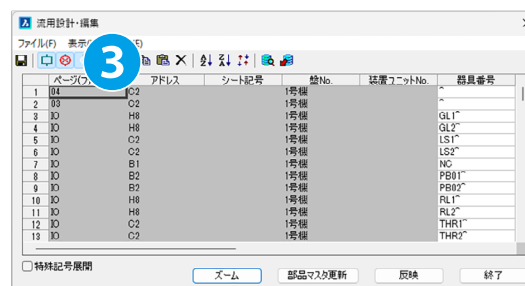 流用設計・編集
ファイル(F) 表示(
3
ページ(フ アドレス シート記号 盤No. 装置ユニットNo. 器具番号
1 04 C2 1号機 ^
2 03 C2 1号機 ^
3 IO H8 1号機 GL1^
4 IO H8 1号機 GL2^
5 IO C2 1号機 LS1^
6 IO C2 1号機 LS2^
7 IO B1 1号機 NC
8 IO B2 1号機 PB01^
9 IO B2 1号機 PB02^
10 IO H8 1号機 RL1^
11 IO H8 1号機 RL2^
12 IO C2 1号機 THR1^
13 IO C2 1号機 THR2^
特殊記号展開
ズーム 部品マスタ更新 反映 終了